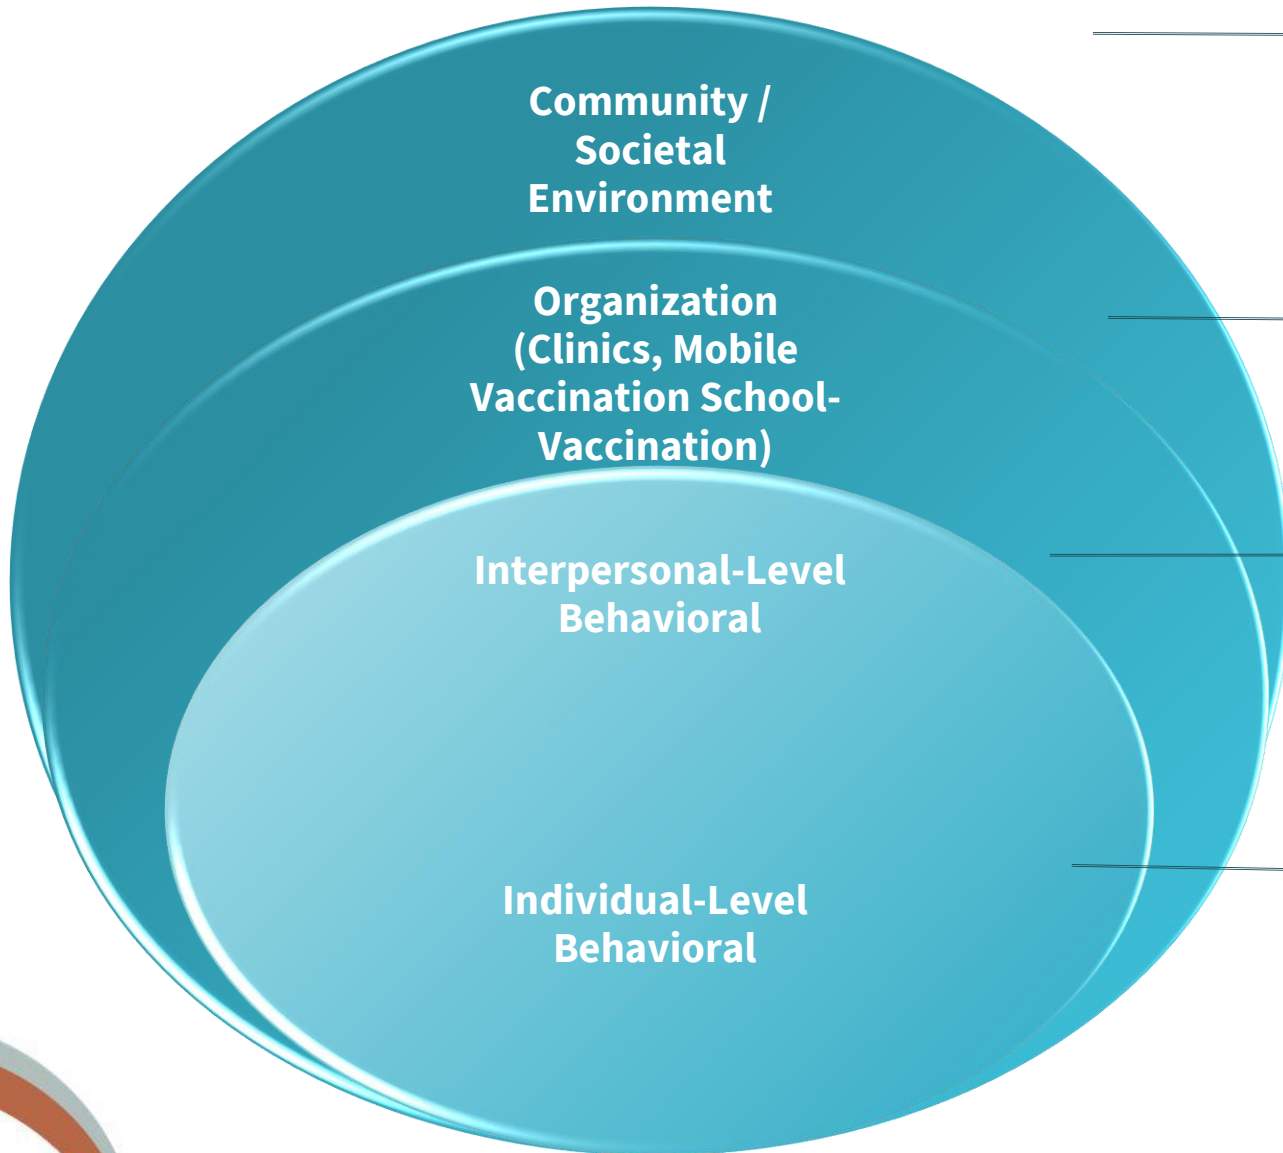 Community /
Societal
Environment
Organization
(Clinics, Mobile
Vaccination School-
Vaccination)
Interpersonal-Level
Behavioral
Individual-Level
Behavioral